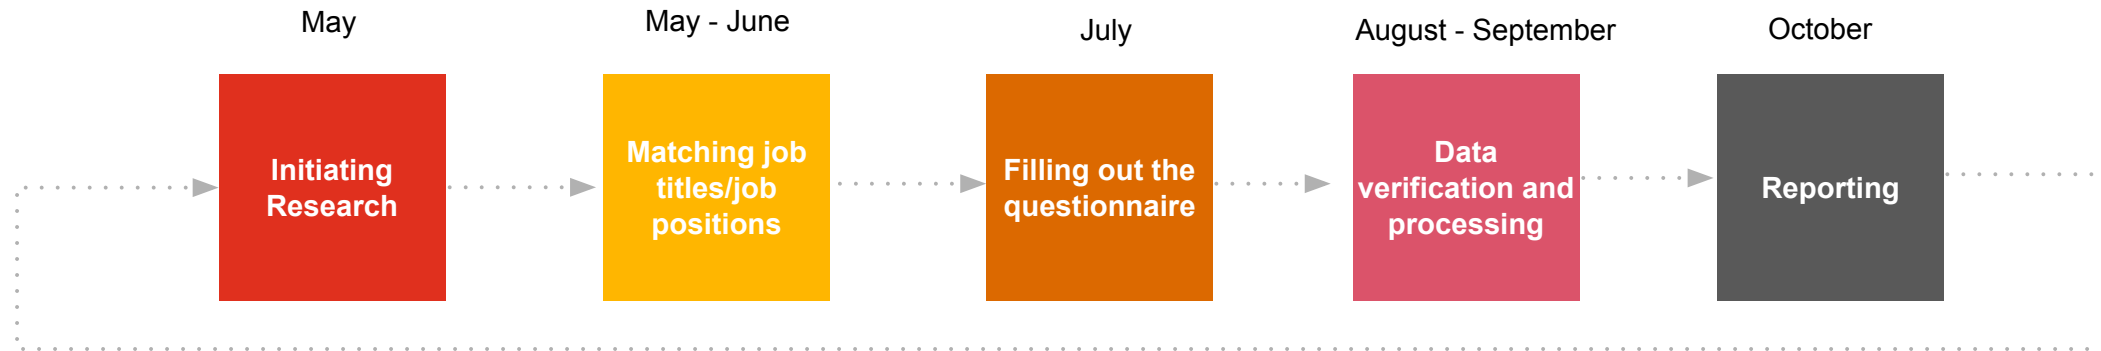 May
May - June
July
August - September
October
Initiating
Research
Matching job
titles/job
positions
Filling out the
questionnaire
Data
verification and
processing
Reporting